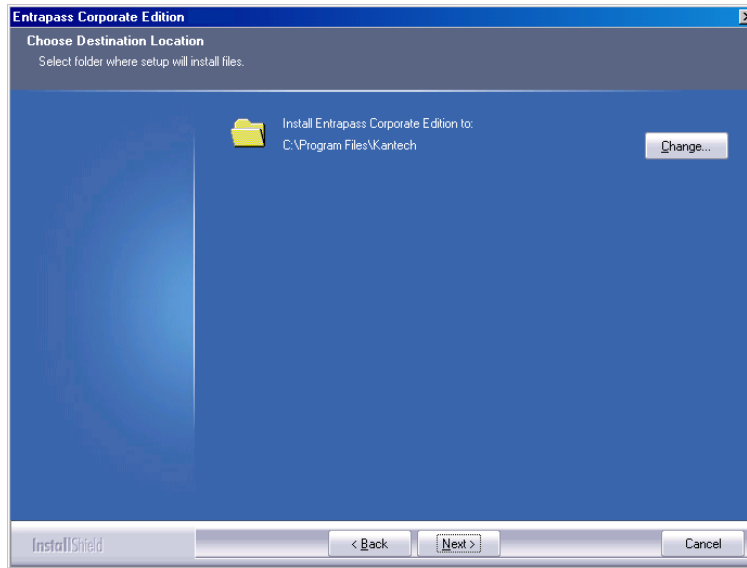 Entrapass Corporate Edition
Choose Destination Location
Select folder where setup will install files.
Install Entrapass Corporate Edition to:
C:\Program Files\Kantech
Change...
InstallShield
< Back
Next >
Cancel